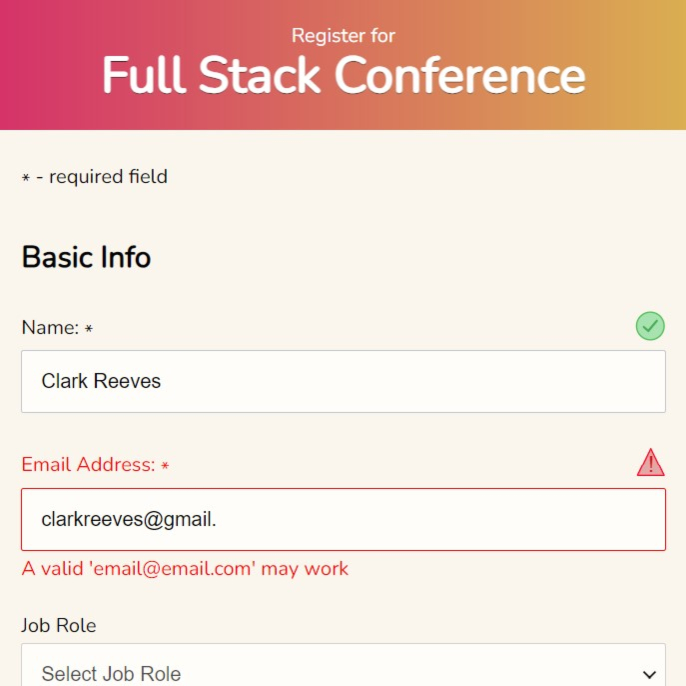 Register for
Full Stack Conference
* - required field
Basic Info
Name: *
Clark Reeves
Email Address: *
clarkreeves@gmail.
A valid 'email@email.com' may work
Job Role
Select Job Role